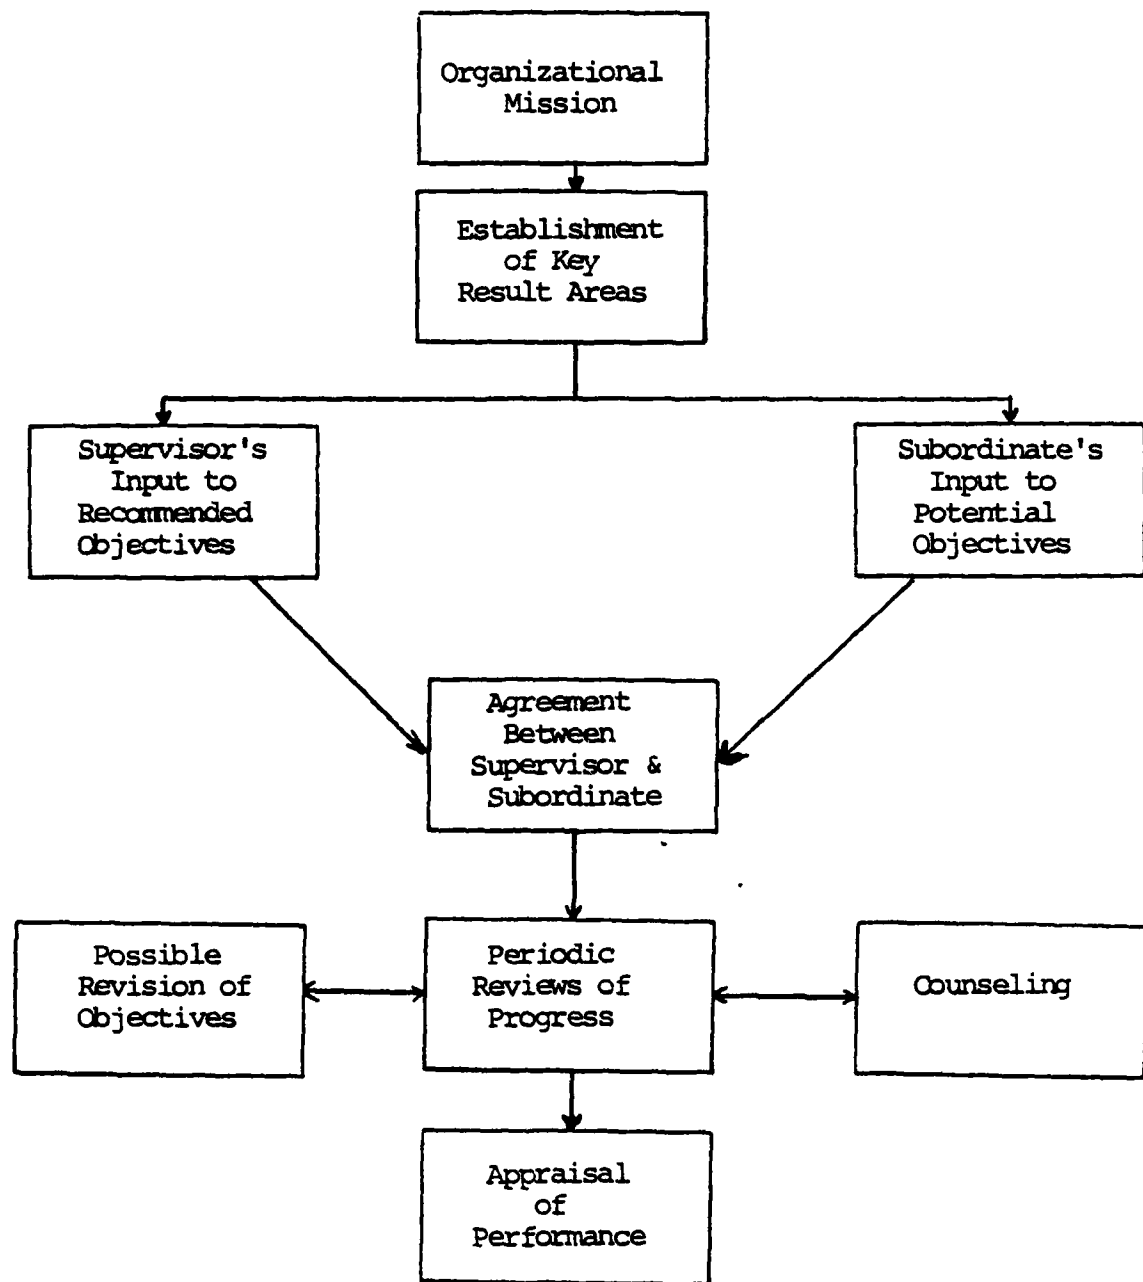 Organizational
Mission
Establishment
of Key
Result Areas
Supervisor's
Input to
Recommended
Objectives
Subordinate's
Input to
Potential
Objectives
Agreement
Between
Supervisor &
Subordinate
Possible
Revision of
Objectives
Periodic
Reviews of
Progress
Counseling
Appraisal
of
Performance